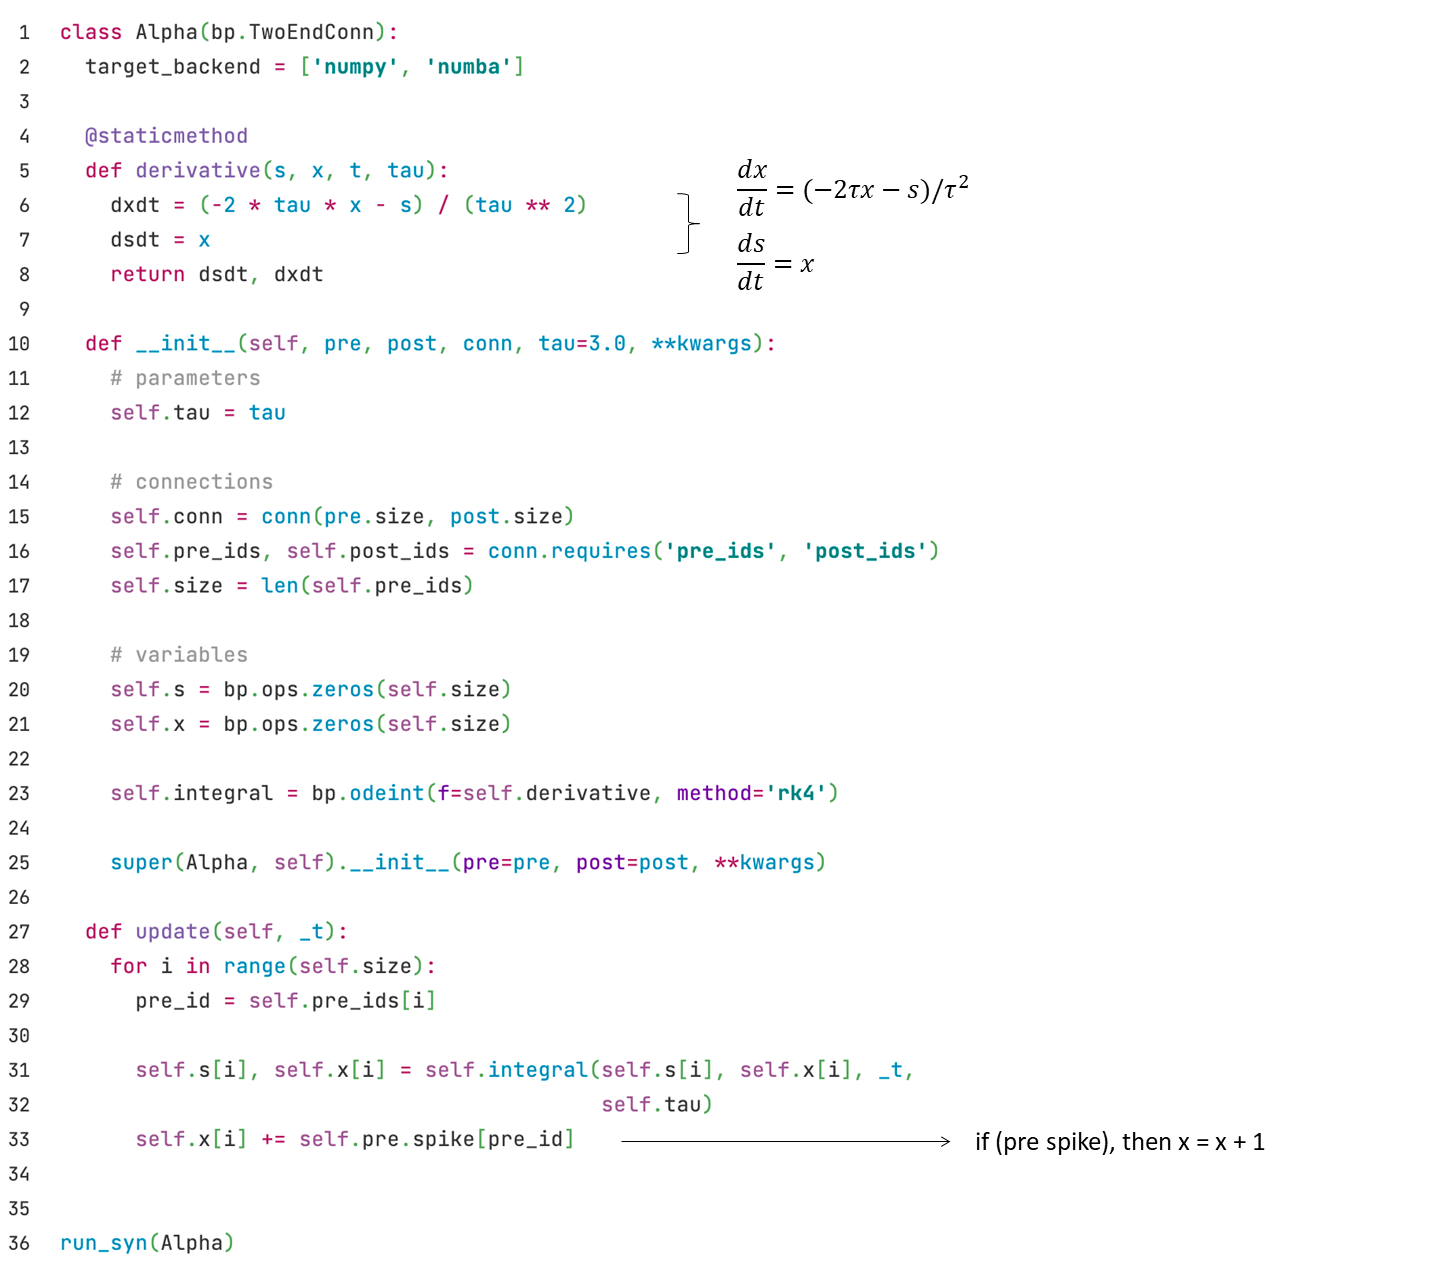 1 class Alpha(bp.TwoEndConn):
2 target_backend = ['numpy', 'numba']
3
4 @staticmethod
5 def derivative(s, x, t, tau):
6 dxdt = (-2 * tau * x - s) / (tau ** 2)
7 dsdt = x
8 return dsdt, dxdt
dx/dt = (−2τx − s)/τ²
ds/dt = x
9
10 def __init__(self, pre, post, conn, tau=3.0, **kwargs):
11 # parameters
12 self.tau = tau
13
14 # connections
15 self.conn = conn(pre.size, post.size)
16 self.pre_ids, self.post_ids = conn.requires('pre_ids', 'post_ids')
17 self.size = len(self.pre_ids)
18
19 # variables
20 self.s = bp.ops.zeros(self.size)
21 self.x = bp.ops.zeros(self.size)
22
23 self.integral = bp.odeint(f=self.derivative, method='rk4')
24
25 super(Alpha, self).__init__(pre=pre, post=post, **kwargs)
26
27 def update(self, _t):
28 for i in range(self.size):
29 pre_id = self.pre_ids[i]
30
31 self.s[i], self.x[i] = self.integral(self.s[i], self.x[i], _t,
32 self.tau)
33 self.x[i] += self.pre.spike[pre_id] if (pre spike), then x = x + 1
34
35
36 run_syn(Alpha)